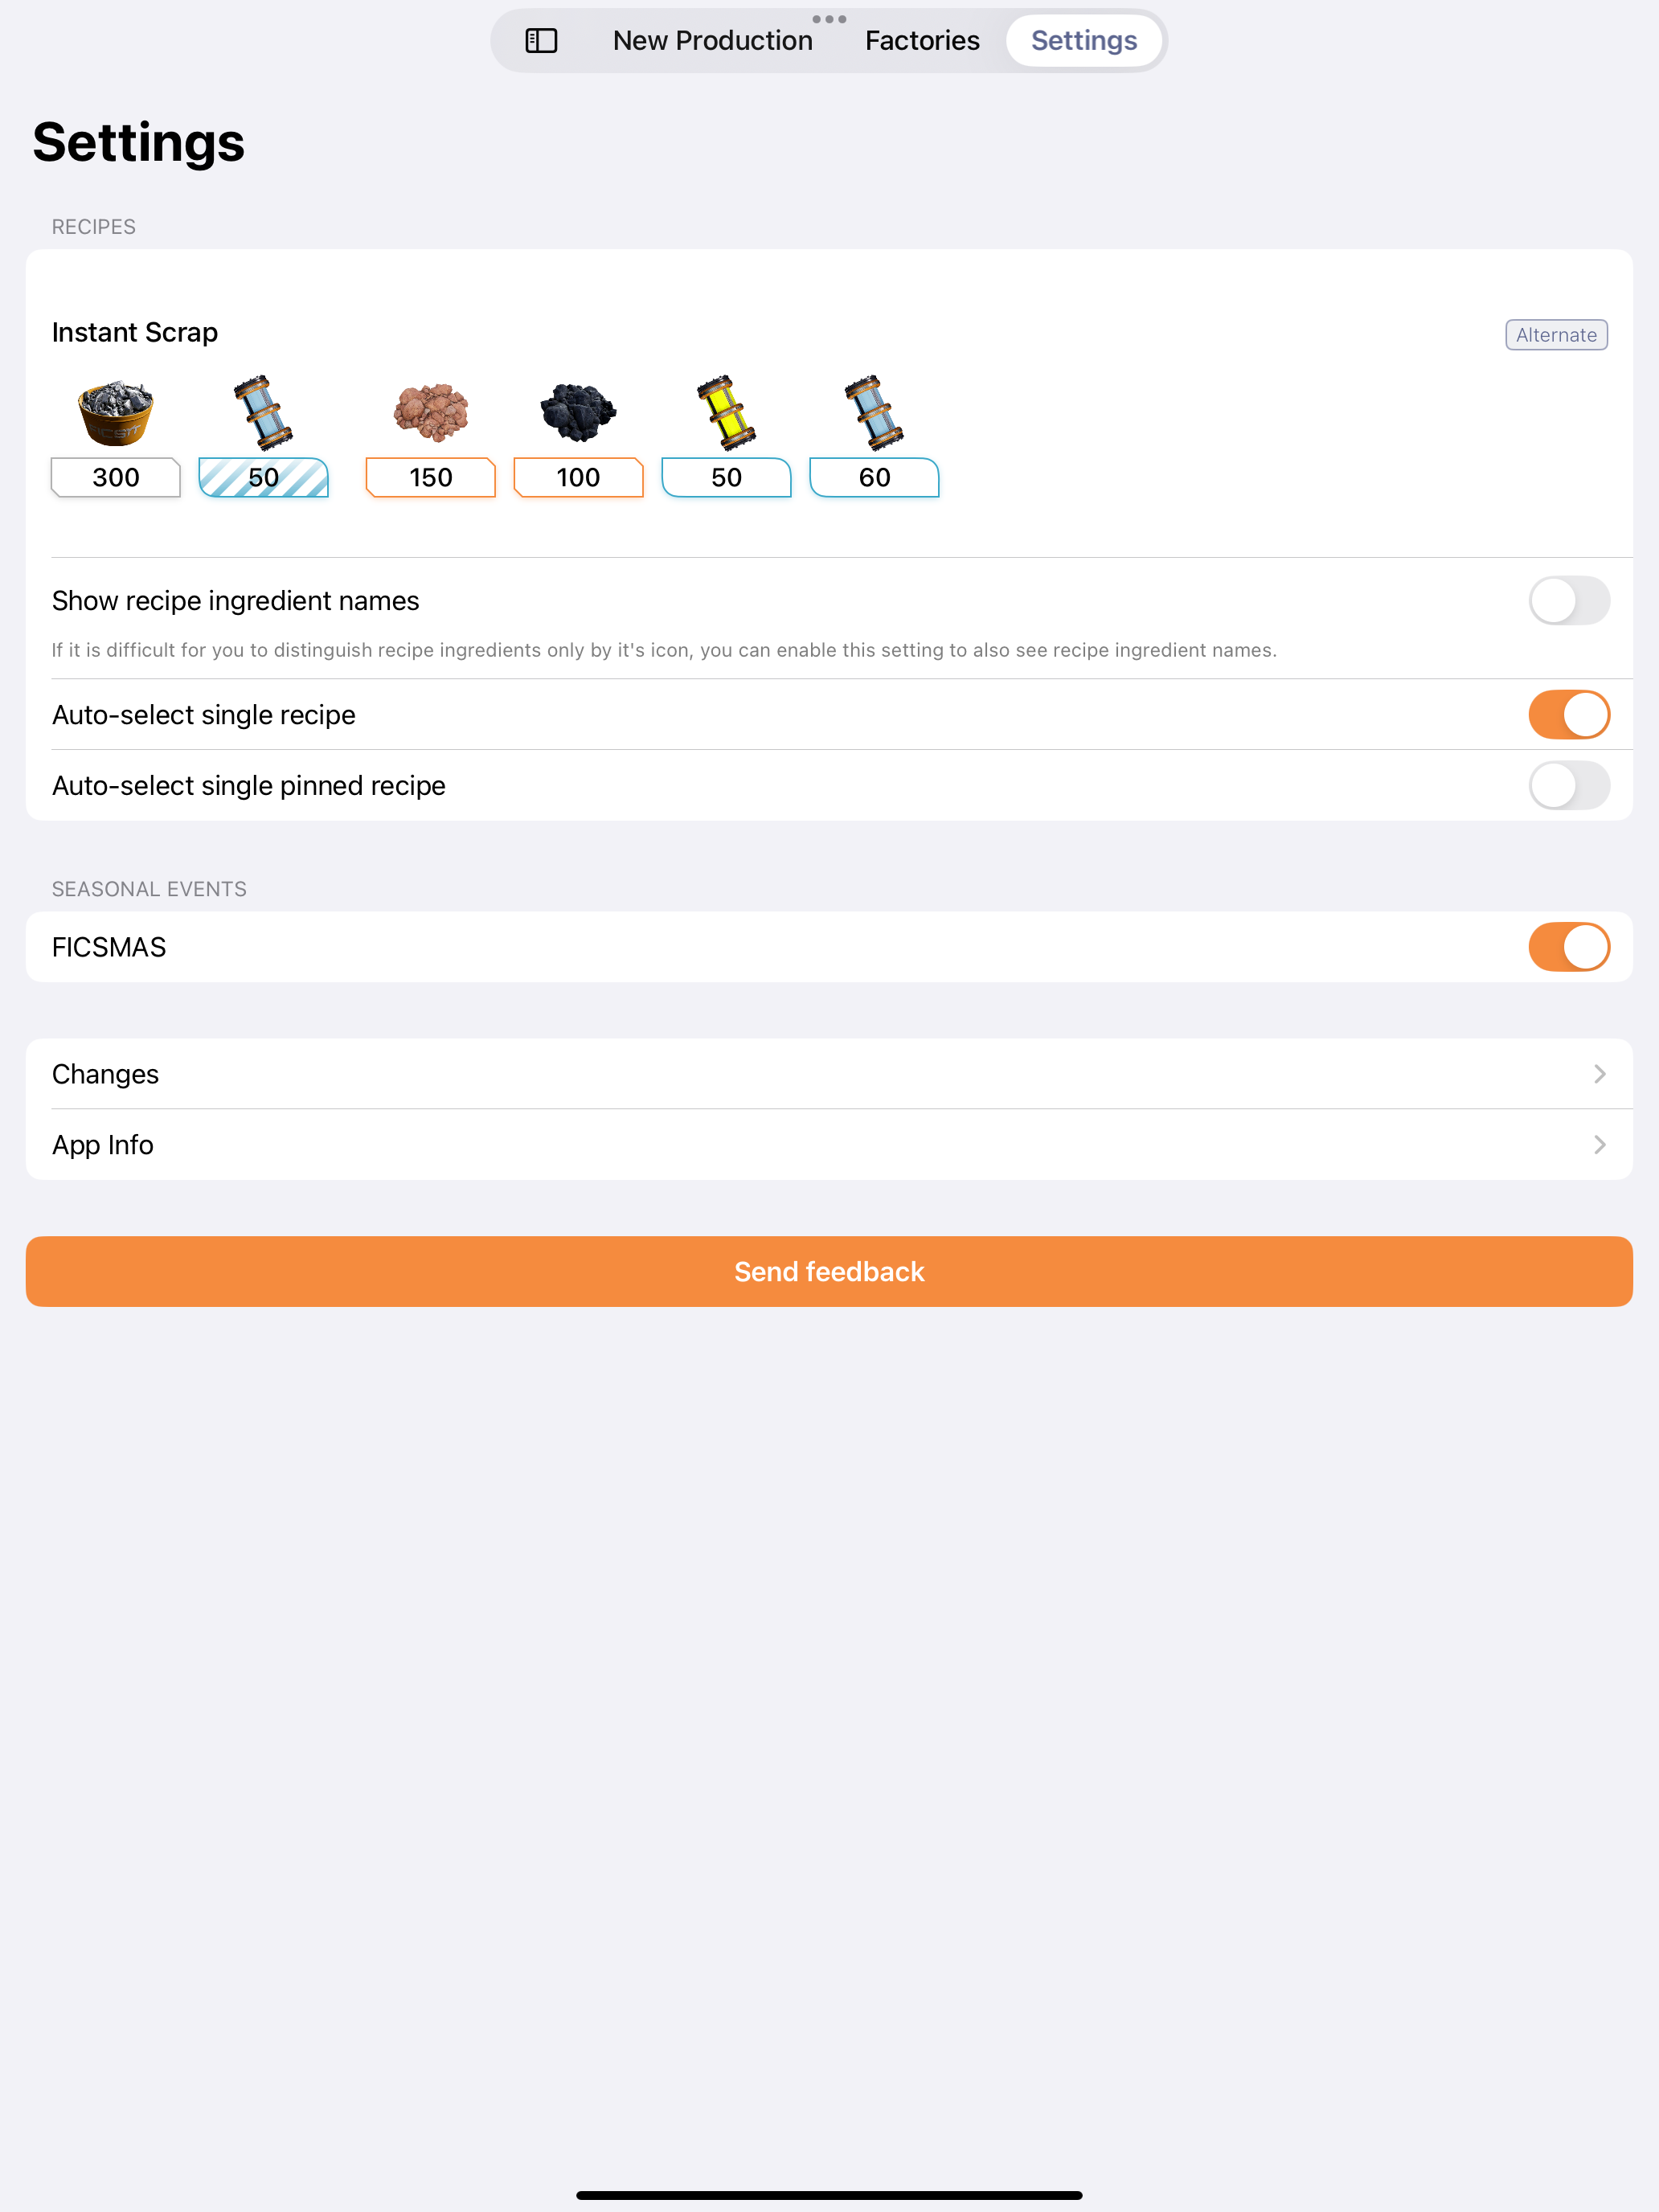 New Production Factories Settings
Settings
RECIPES
Instant Scrap Alternate
300 50 150 100 50 60
Show recipe ingredient names
If it is difficult for you to distinguish recipe ingredients only by it's icon, you can enable this setting to also see recipe ingredient names.
Auto-select single recipe
Auto-select single pinned recipe
SEASONAL EVENTS
FICSMAS
Changes
App Info
Send feedback